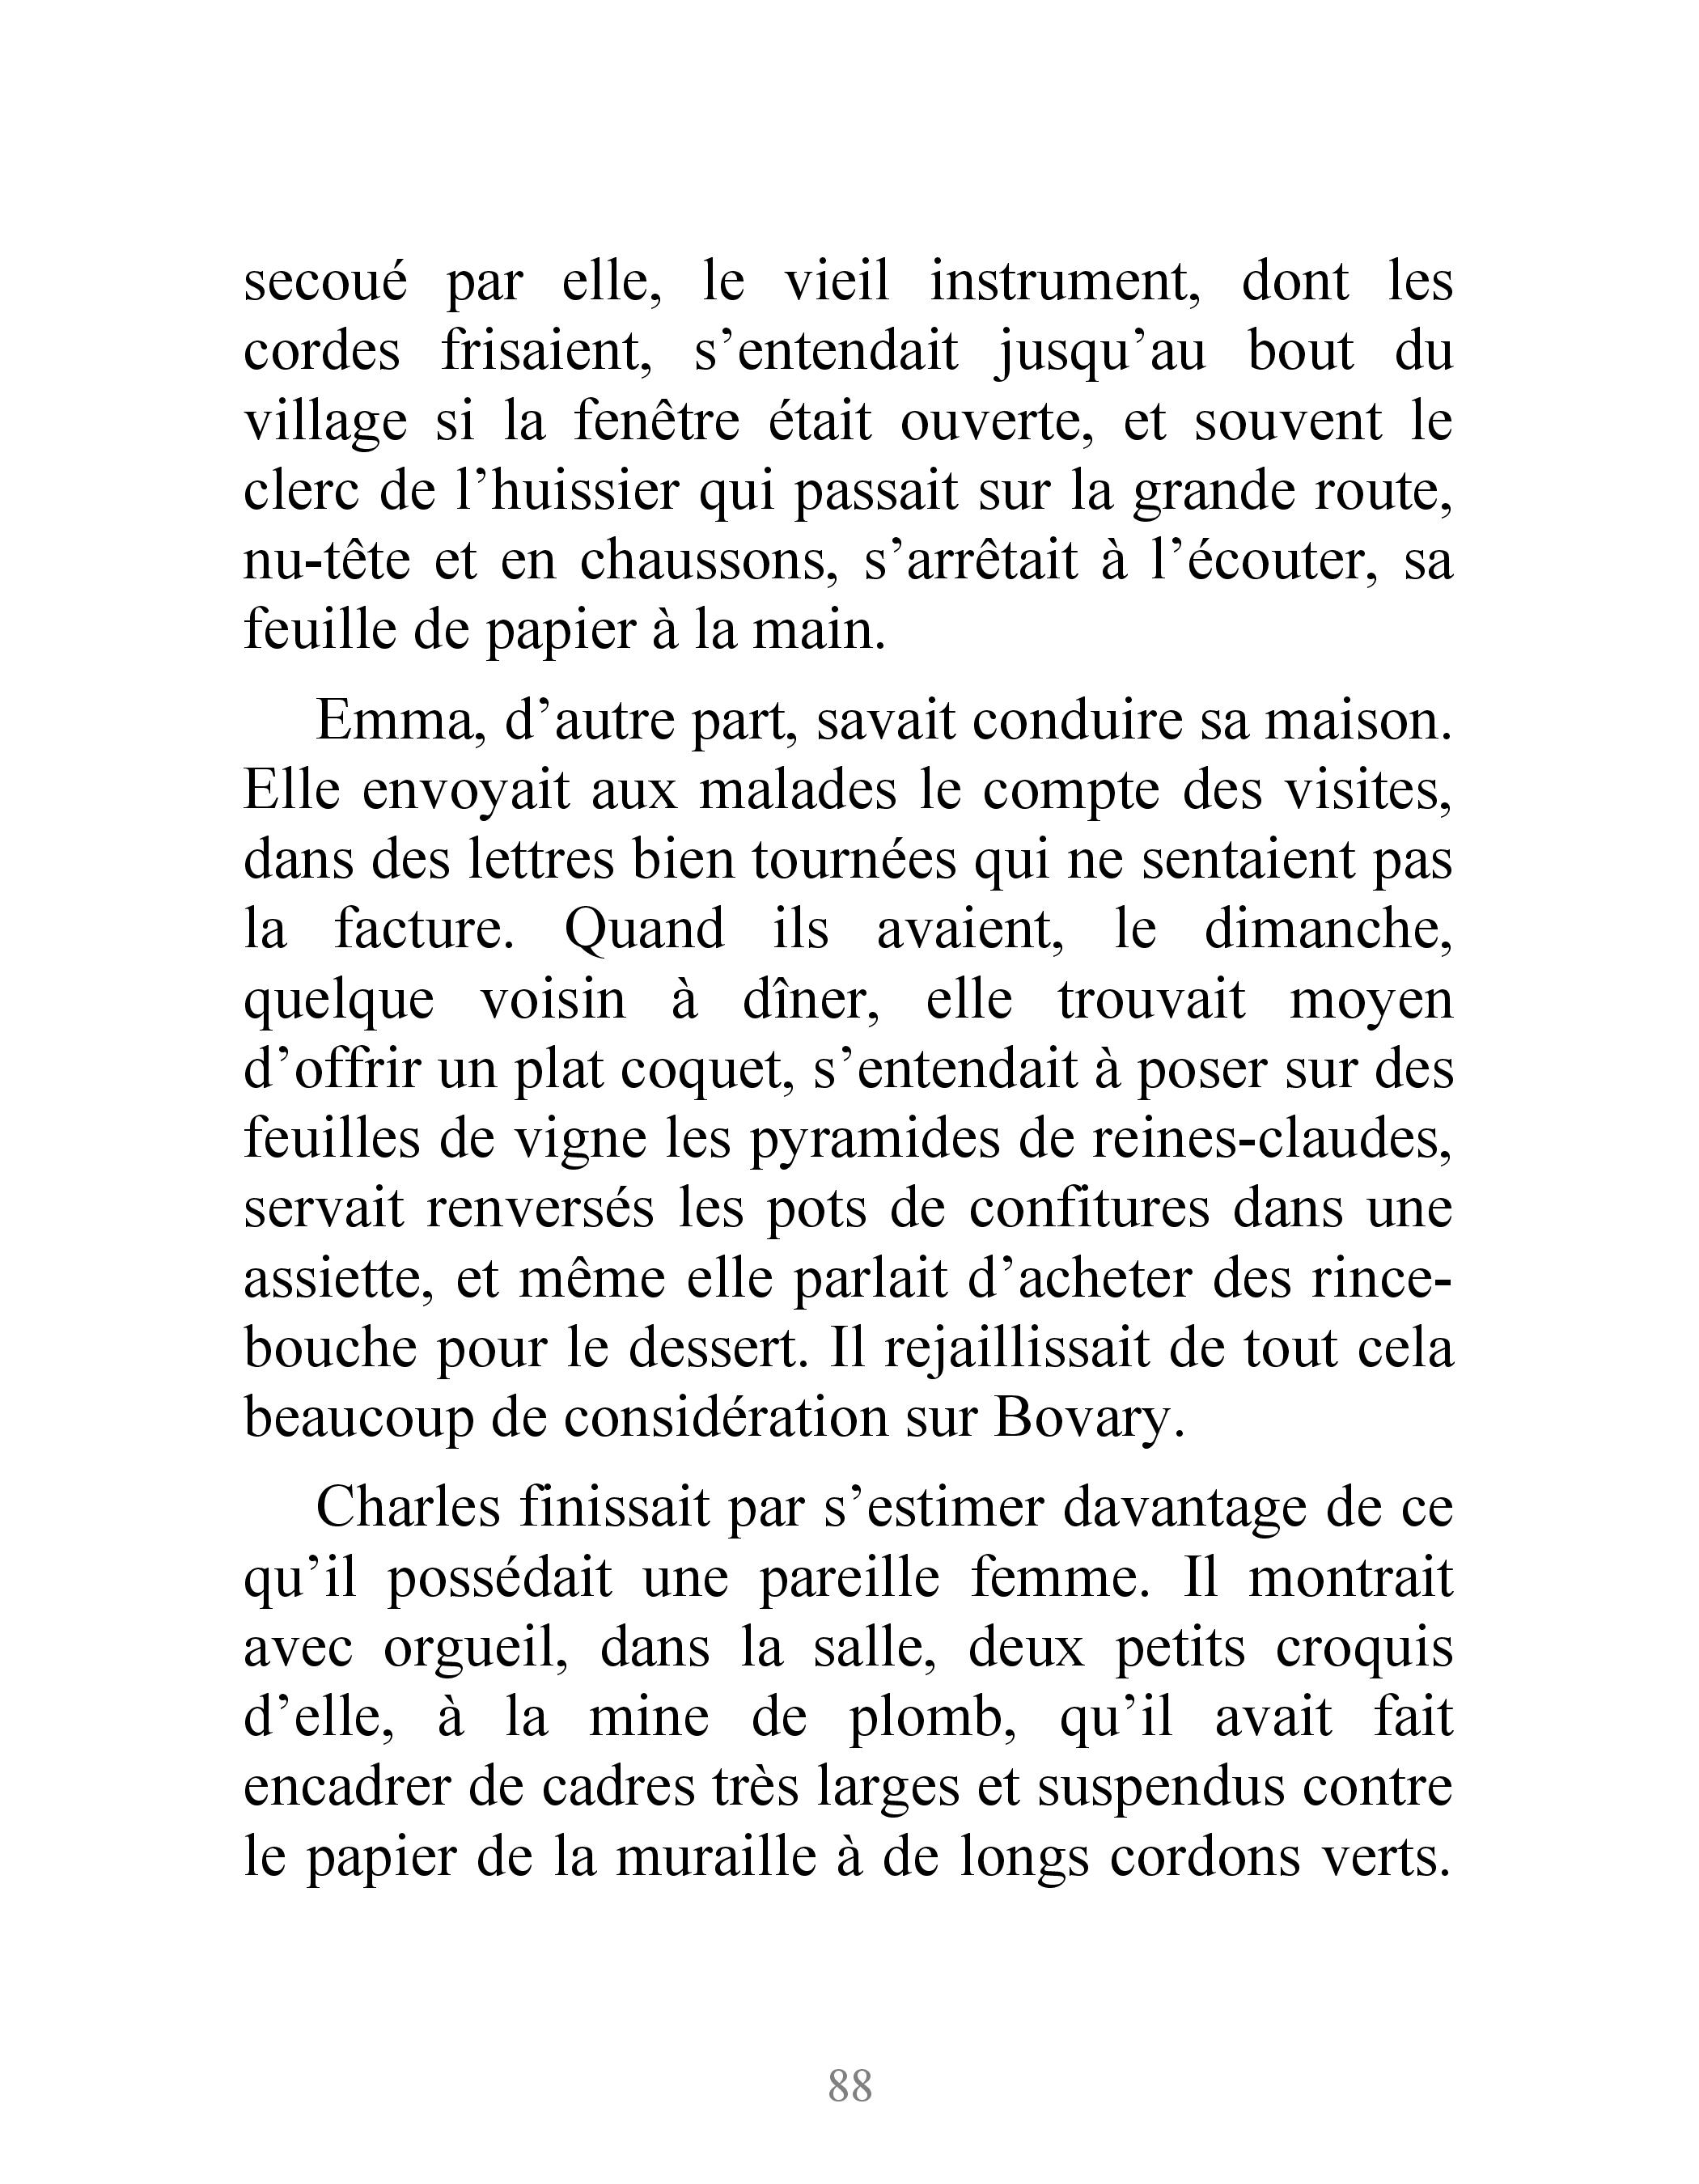 secoué par elle, le vieil instrument, dont les
cordes frisaient, s’entendait jusqu’au bout du
village si la fenêtre était ouverte, et souvent le
clerc de l’huissier qui passait sur la grande route,
nu-tête et en chaussons, s’arrêtait à l’écouter, sa
feuille de papier à la main.
Emma, d’autre part, savait conduire sa maison.
Elle envoyait aux malades le compte des visites,
dans des lettres bien tournées qui ne sentaient pas
la facture. Quand ils avaient, le dimanche,
quelque voisin à dîner, elle trouvait moyen
d’offrir un plat coquet, s’entendait à poser sur des
feuilles de vigne les pyramides de reines-claudes,
servait renversés les pots de confitures dans une
assiette, et même elle parlait d’acheter des rince-
bouche pour le dessert. Il rejaillissait de tout cela
beaucoup de considération sur Bovary.
Charles finissait par s’estimer davantage de ce
qu’il possédait une pareille femme. Il montrait
avec orgueil, dans la salle, deux petits croquis
d’elle, à la mine de plomb, qu’il avait fait
encadrer de cadres très larges et suspendus contre
le papier de la muraille à de longs cordons verts.
88